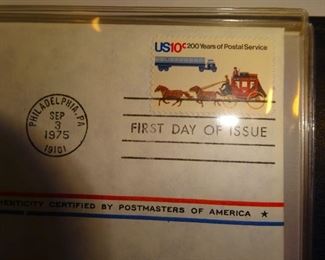 US10c 200 Years of Postal Service
PHILADELPHIA, PA
SEP
3
1975
19101
FIRST DAY OF ISSUE
HENTICITY CERTIFIED BY POSTMASTERS OF AMERICA ★